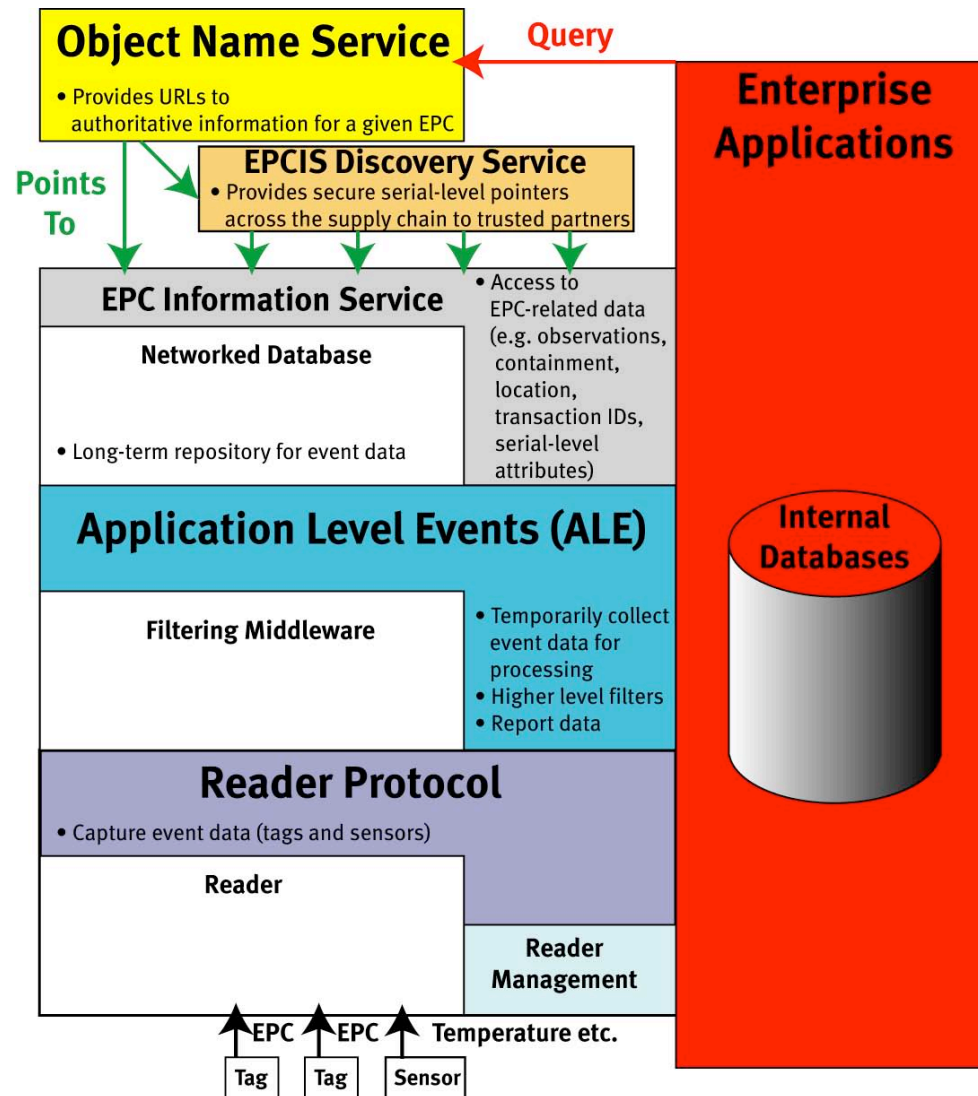 Object Name Service
• Provides URLs to
authoritative information for a given EPC
Query
Enterprise
Applications
Points
To
EPCIS Discovery Service
• Provides secure serial-level pointers
across the supply chain to trusted partners
EPC Information Service
• Access to
EPC-related data
(e.g. observations,
containment,
location,
transaction IDs,
serial-level
attributes)
Networked Database
• Long-term repository for event data
Application Level Events (ALE)
Internal
Databases
Filtering Middleware
• Temporarily collect
event data for
processing
• Higher level filters
• Report data
Reader Protocol
• Capture event data (tags and sensors)
Reader
Reader
Management
EPC
EPC
Temperature etc.
Tag
Tag
Sensor